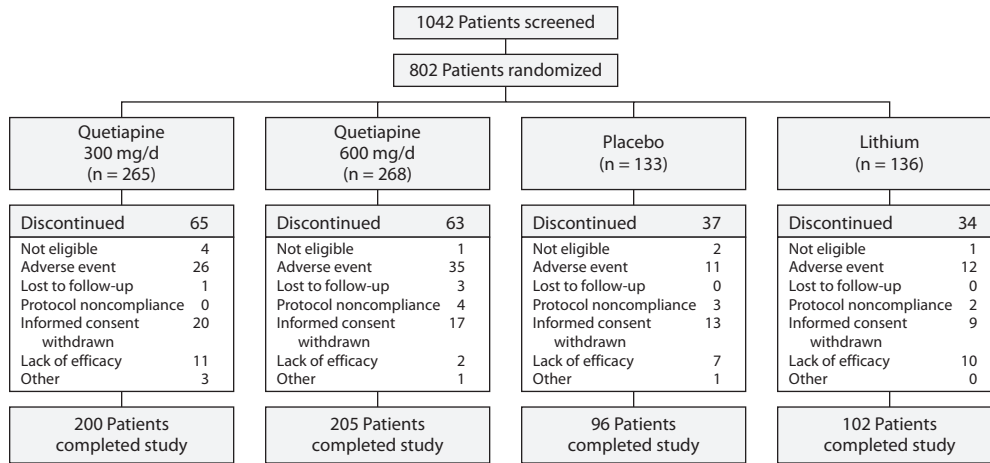 1042 Patients screened
802 Patients randomized
Quetiapine
300 mg/d
(n = 265)
Discontinued 65
Not eligible 4
Adverse event 26
Lost to follow-up 1
Protocol noncompliance 0
Informed consent 20
withdrawn
Lack of efficacy 11
Other 3
200 Patients
completed study
Quetiapine
600 mg/d
(n = 268)
Discontinued 63
Not eligible 1
Adverse event 35
Lost to follow-up 3
Protocol noncompliance 4
Informed consent 17
withdrawn
Lack of efficacy 2
Other 1
205 Patients
completed study
Placebo
(n = 133)
Discontinued 37
Not eligible 2
Adverse event 11
Lost to follow-up 0
Protocol noncompliance 3
Informed consent 13
withdrawn
Lack of efficacy 7
Other 1
96 Patients
completed study
Lithium
(n = 136)
Discontinued 34
Not eligible 1
Adverse event 12
Lost to follow-up 0
Protocol noncompliance 2
Informed consent 9
withdrawn
Lack of efficacy 10
Other 0
102 Patients
completed study